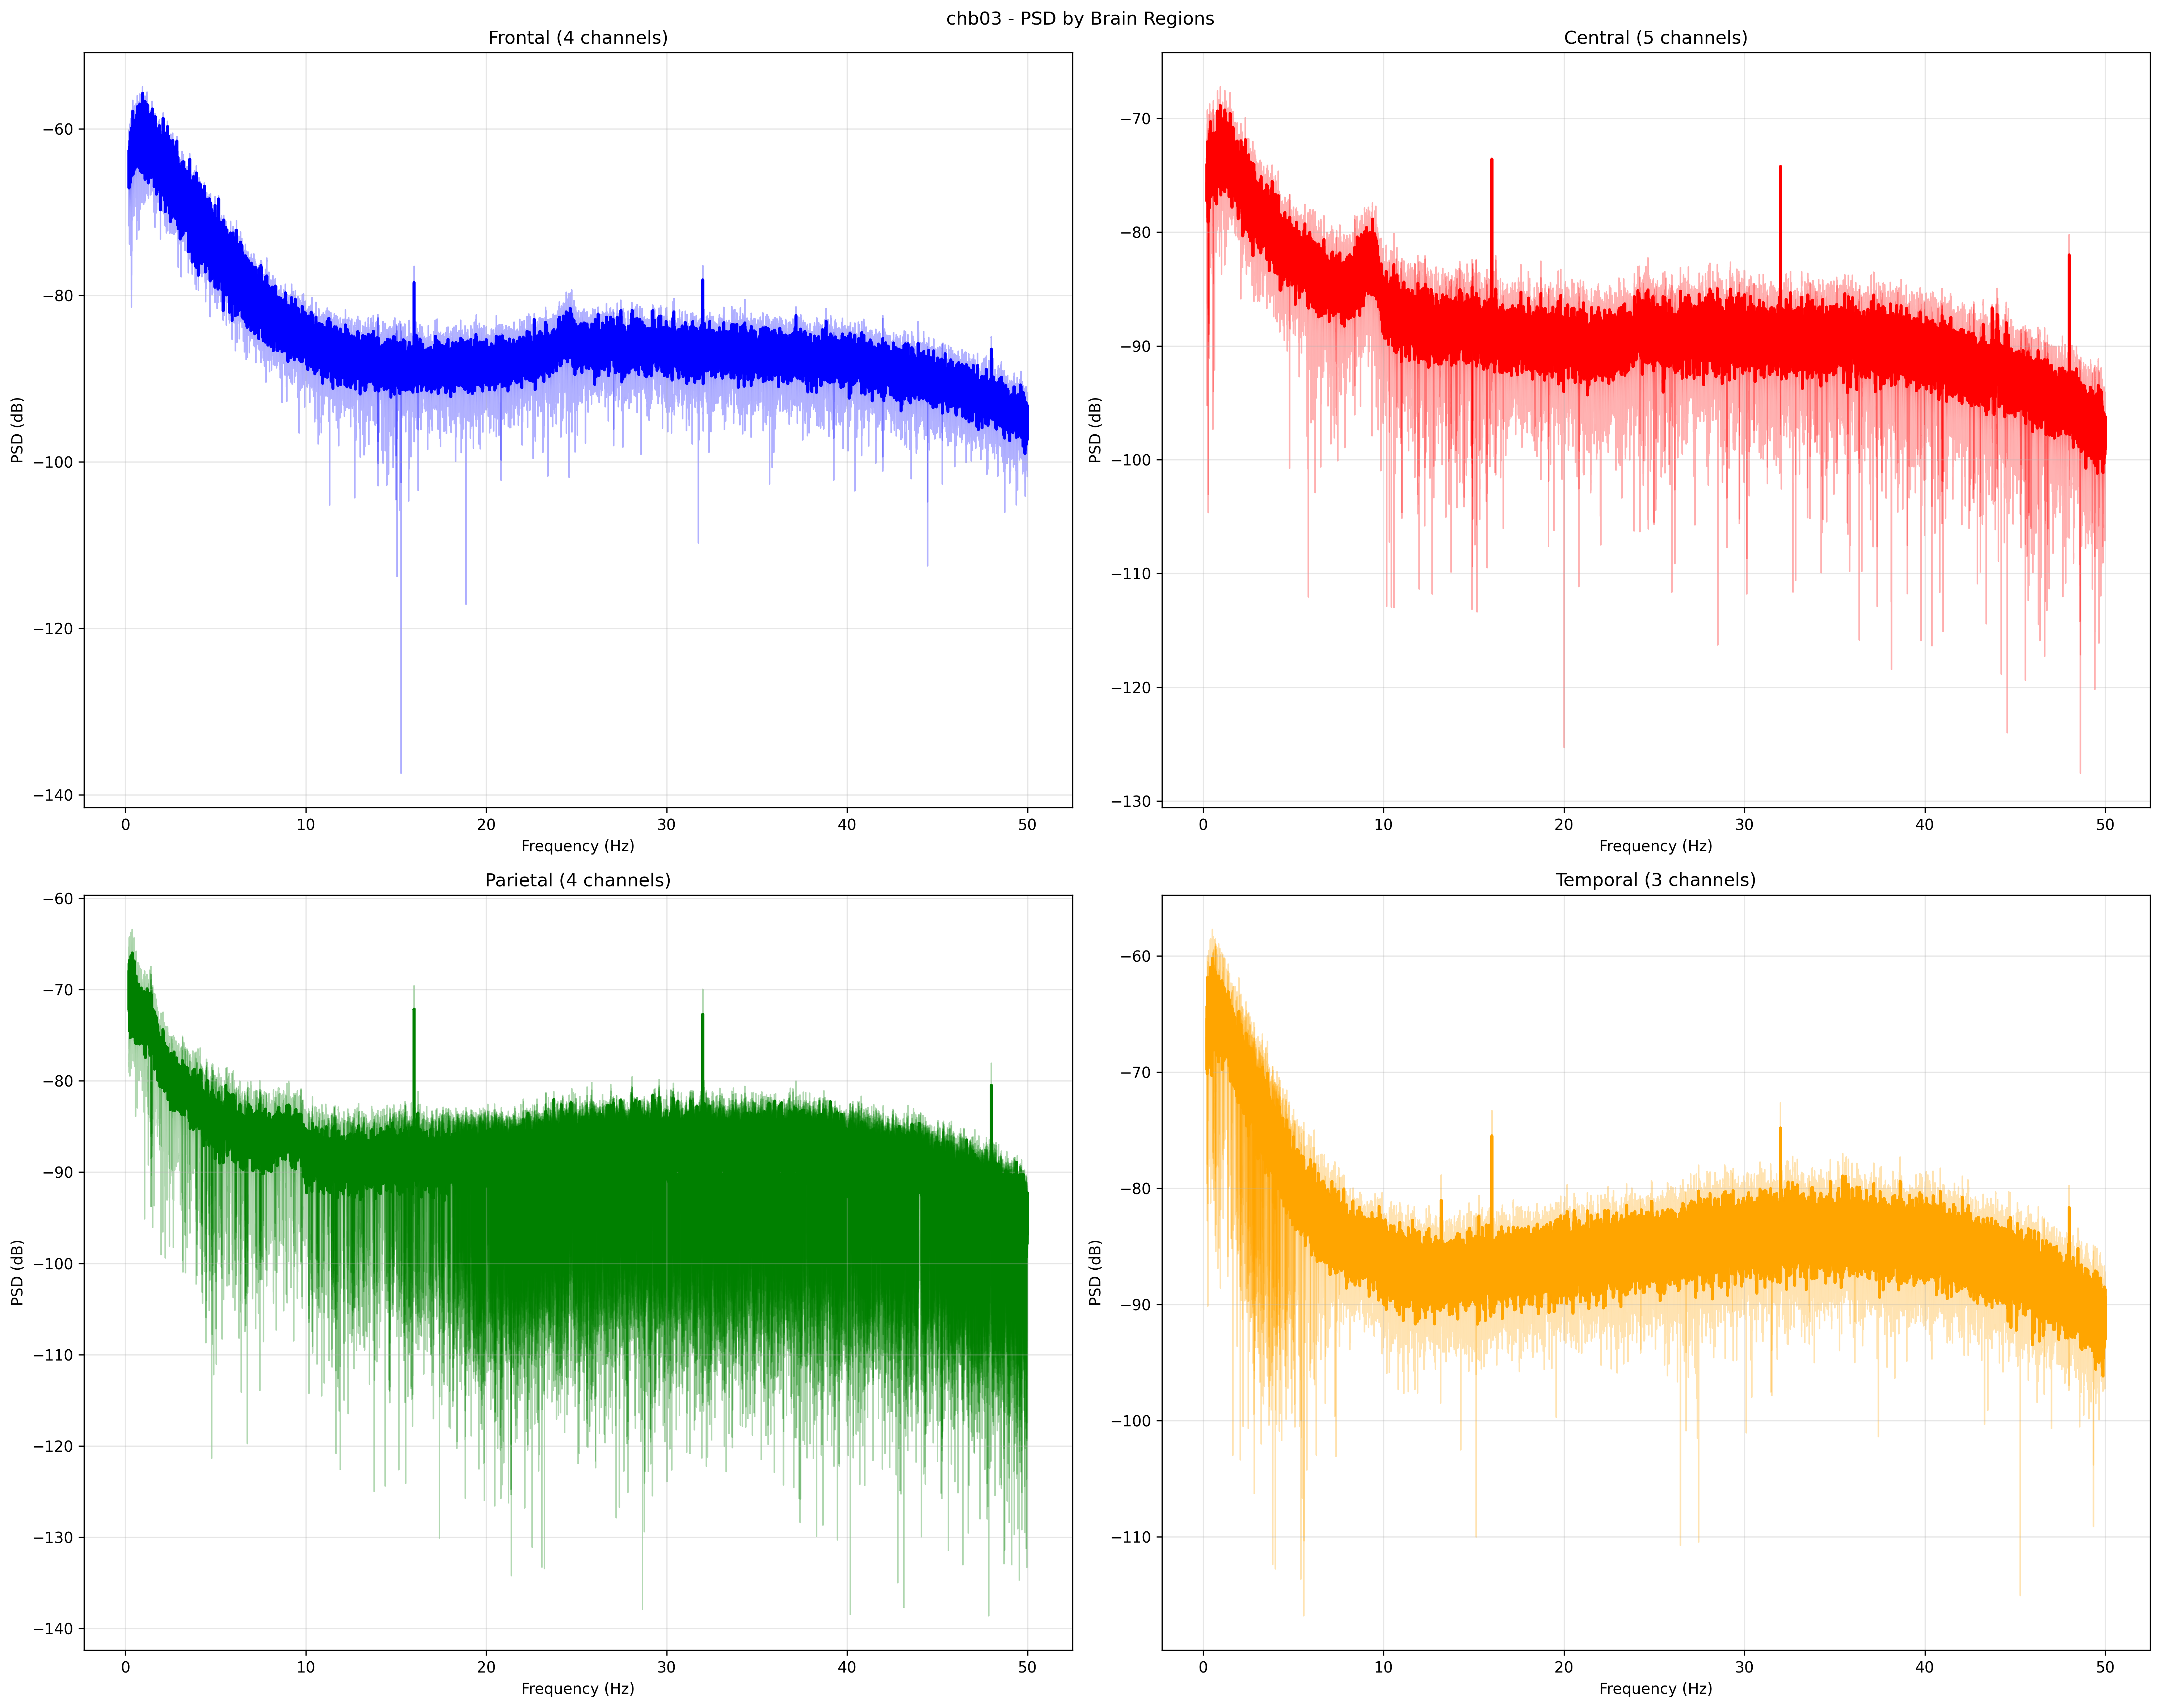 chb03 - PSD by Brain Regions
Frontal (4 channels)
PSD (dB)
−60
−80
−100
−120
−140
0 10 20 30 40 50
Frequency (Hz)
Central (5 channels)
PSD (dB)
−70
−80
−90
−100
−110
−120
−130
0 10 20 30 40 50
Frequency (Hz)
Parietal (4 channels)
PSD (dB)
−60
−70
−80
−90
−100
−110
−120
−130
−140
0 10 20 30 40 50
Frequency (Hz)
Temporal (3 channels)
PSD (dB)
−60
−70
−80
−90
−100
−110
0 10 20 30 40 50
Frequency (Hz)